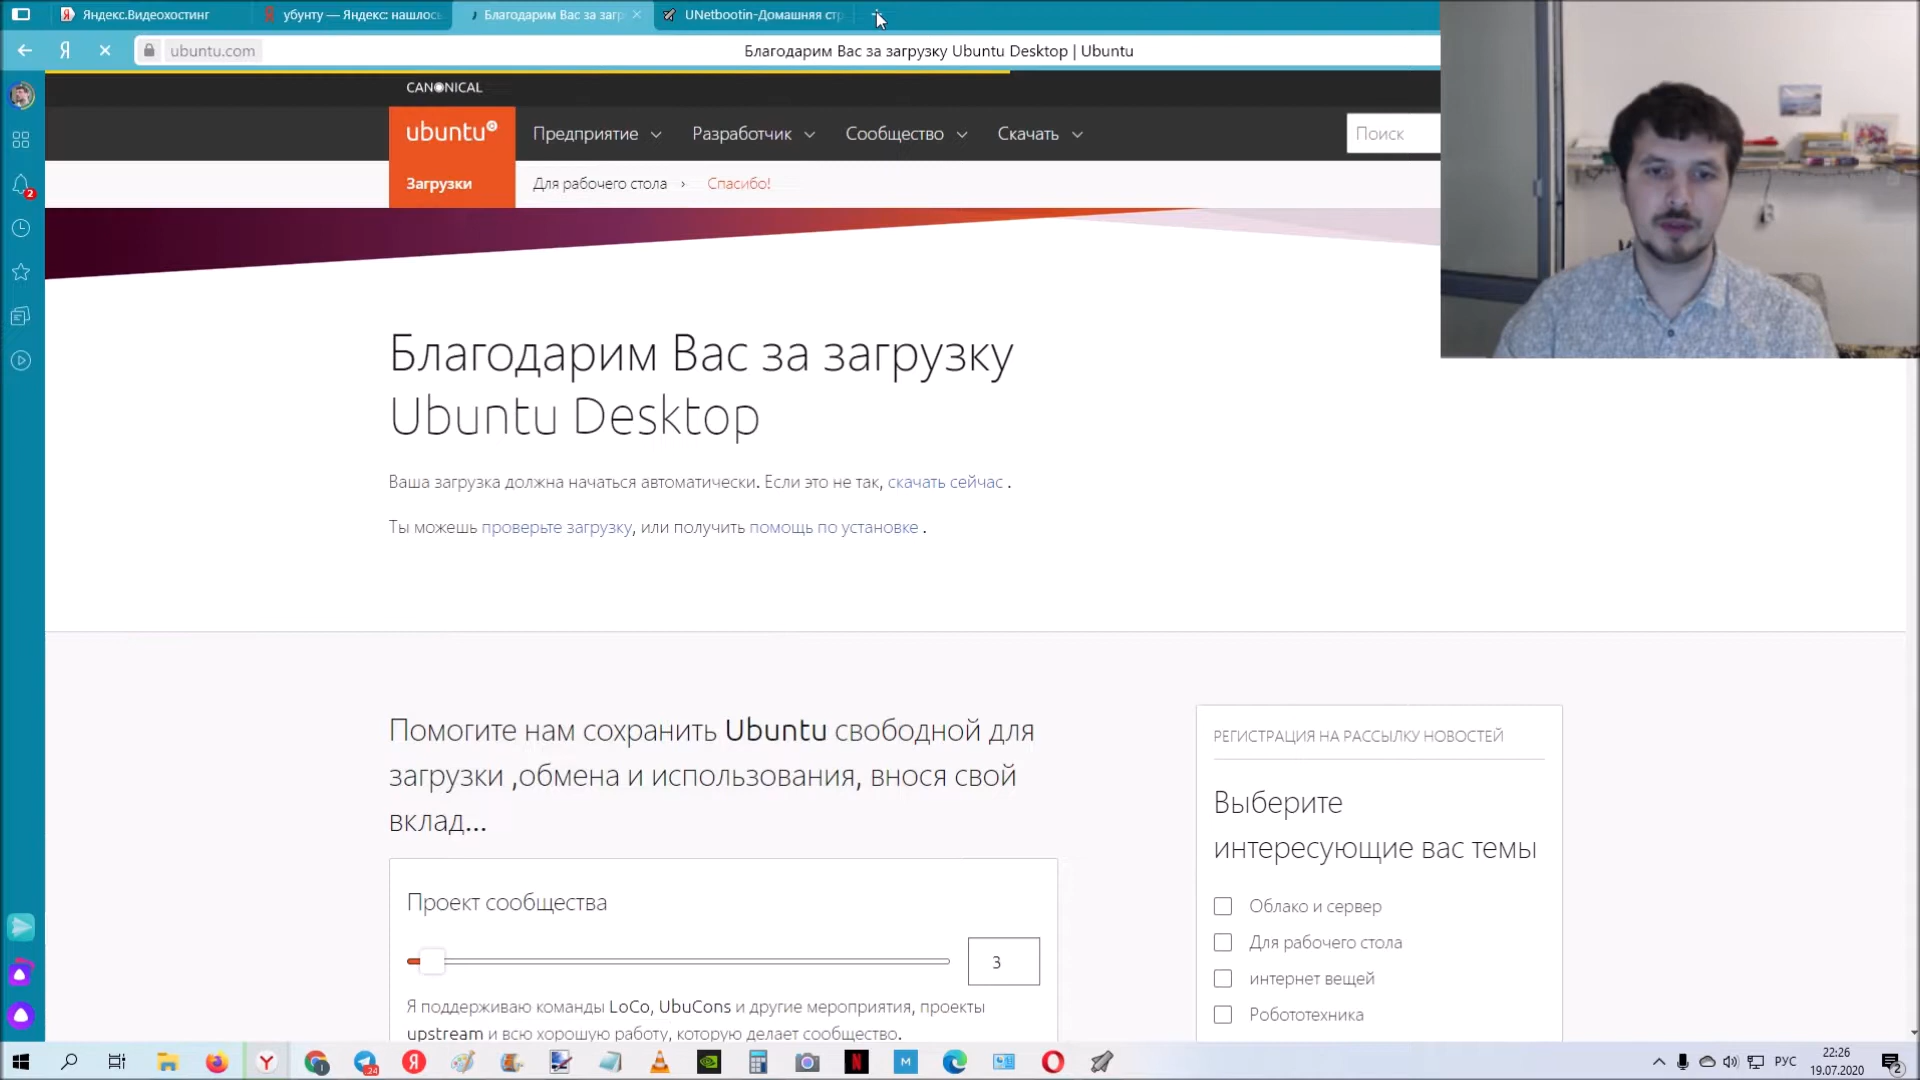 Яндекс.Видеохостинг
убунту — Яндекс: нашлось
Благодарим Вас за загр
UNetbootin-Домашняя стр
Я
ubuntu.com
Благодарим Вас за загрузку Ubuntu Desktop | Ubuntu
CANONICAL
ubuntu
Предприятие
Разработчик
Сообщество
Скачать
Поиск
Загрузки
Для рабочего стола › Спасибо!
2
Благодарим Вас за загрузку
Ubuntu Desktop
Ваша загрузка должна начаться автоматически. Если это не так, скачать сейчас .
Ты можешь проверьте загрузку, или получить помощь по установке .
Помогите нам сохранить Ubuntu свободной для
загрузки ,обмена и использования, внося свой
вклад...
Проект сообщества
3
Я поддерживаю команды LoCo, UbuCons и другие мероприятия, проекты
upstream и всю хорошую работу, которую делает сообщество.
РЕГИСТРАЦИЯ НА РАССЫЛКУ НОВОСТЕЙ
Выберите
интересующие вас темы
Облако и сервер
Для рабочего стола
интернет вещей
Робототехника
24
РУС
22:26
19.07.2020
2